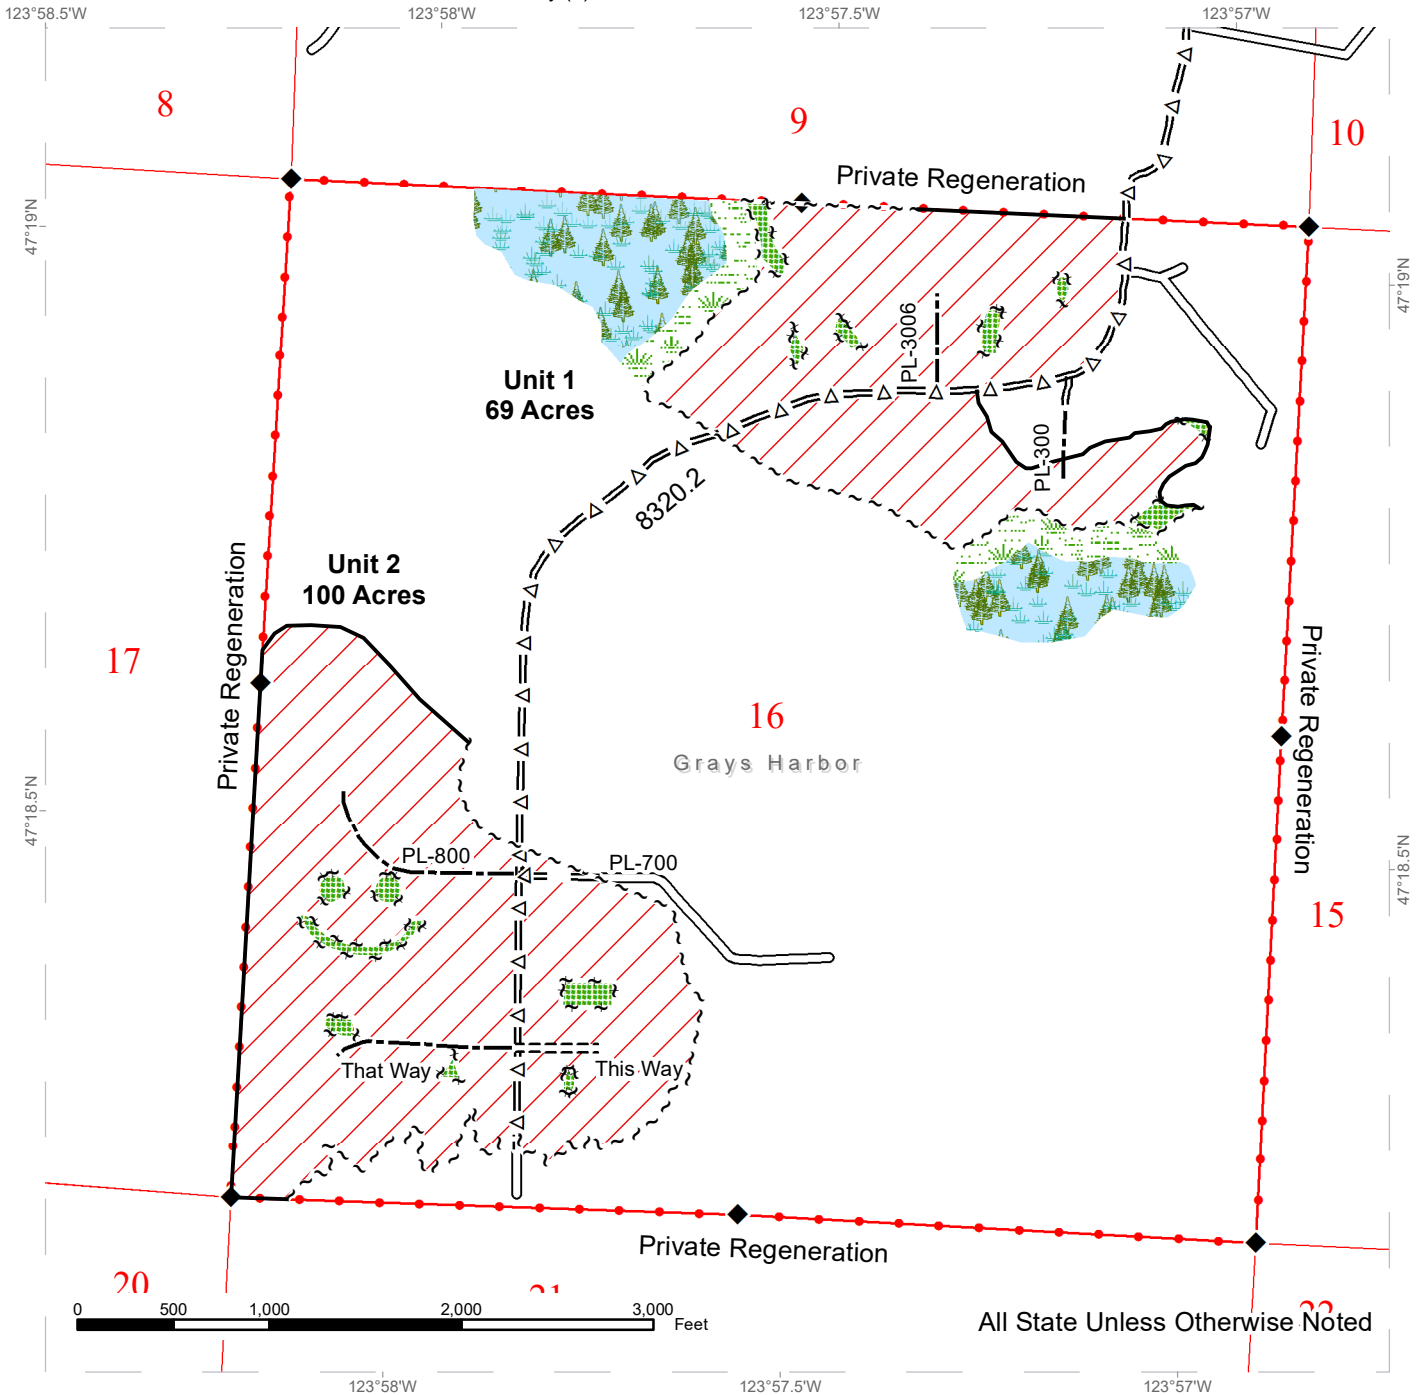 123°58.5'W
123°58'W
123°57.5'W
123°57'W
8
9
10
Private Regeneration
47°19'N
47°19'N
PL-3006
Unit 1
69 Acres
PL-300
8320.2
Unit 2
100 Acres
Private Regeneration
17
Private Regeneration
16
Grays Harbor
47°18.5'N
47°18.5'N
PL-800
PL-700
15
That Way
This Way
Private Regeneration
20
21
22
0
500
1,000
2,000
3,000
Feet
All State Unless Otherwise Noted
123°58'W
123°57.5'W
123°57'W